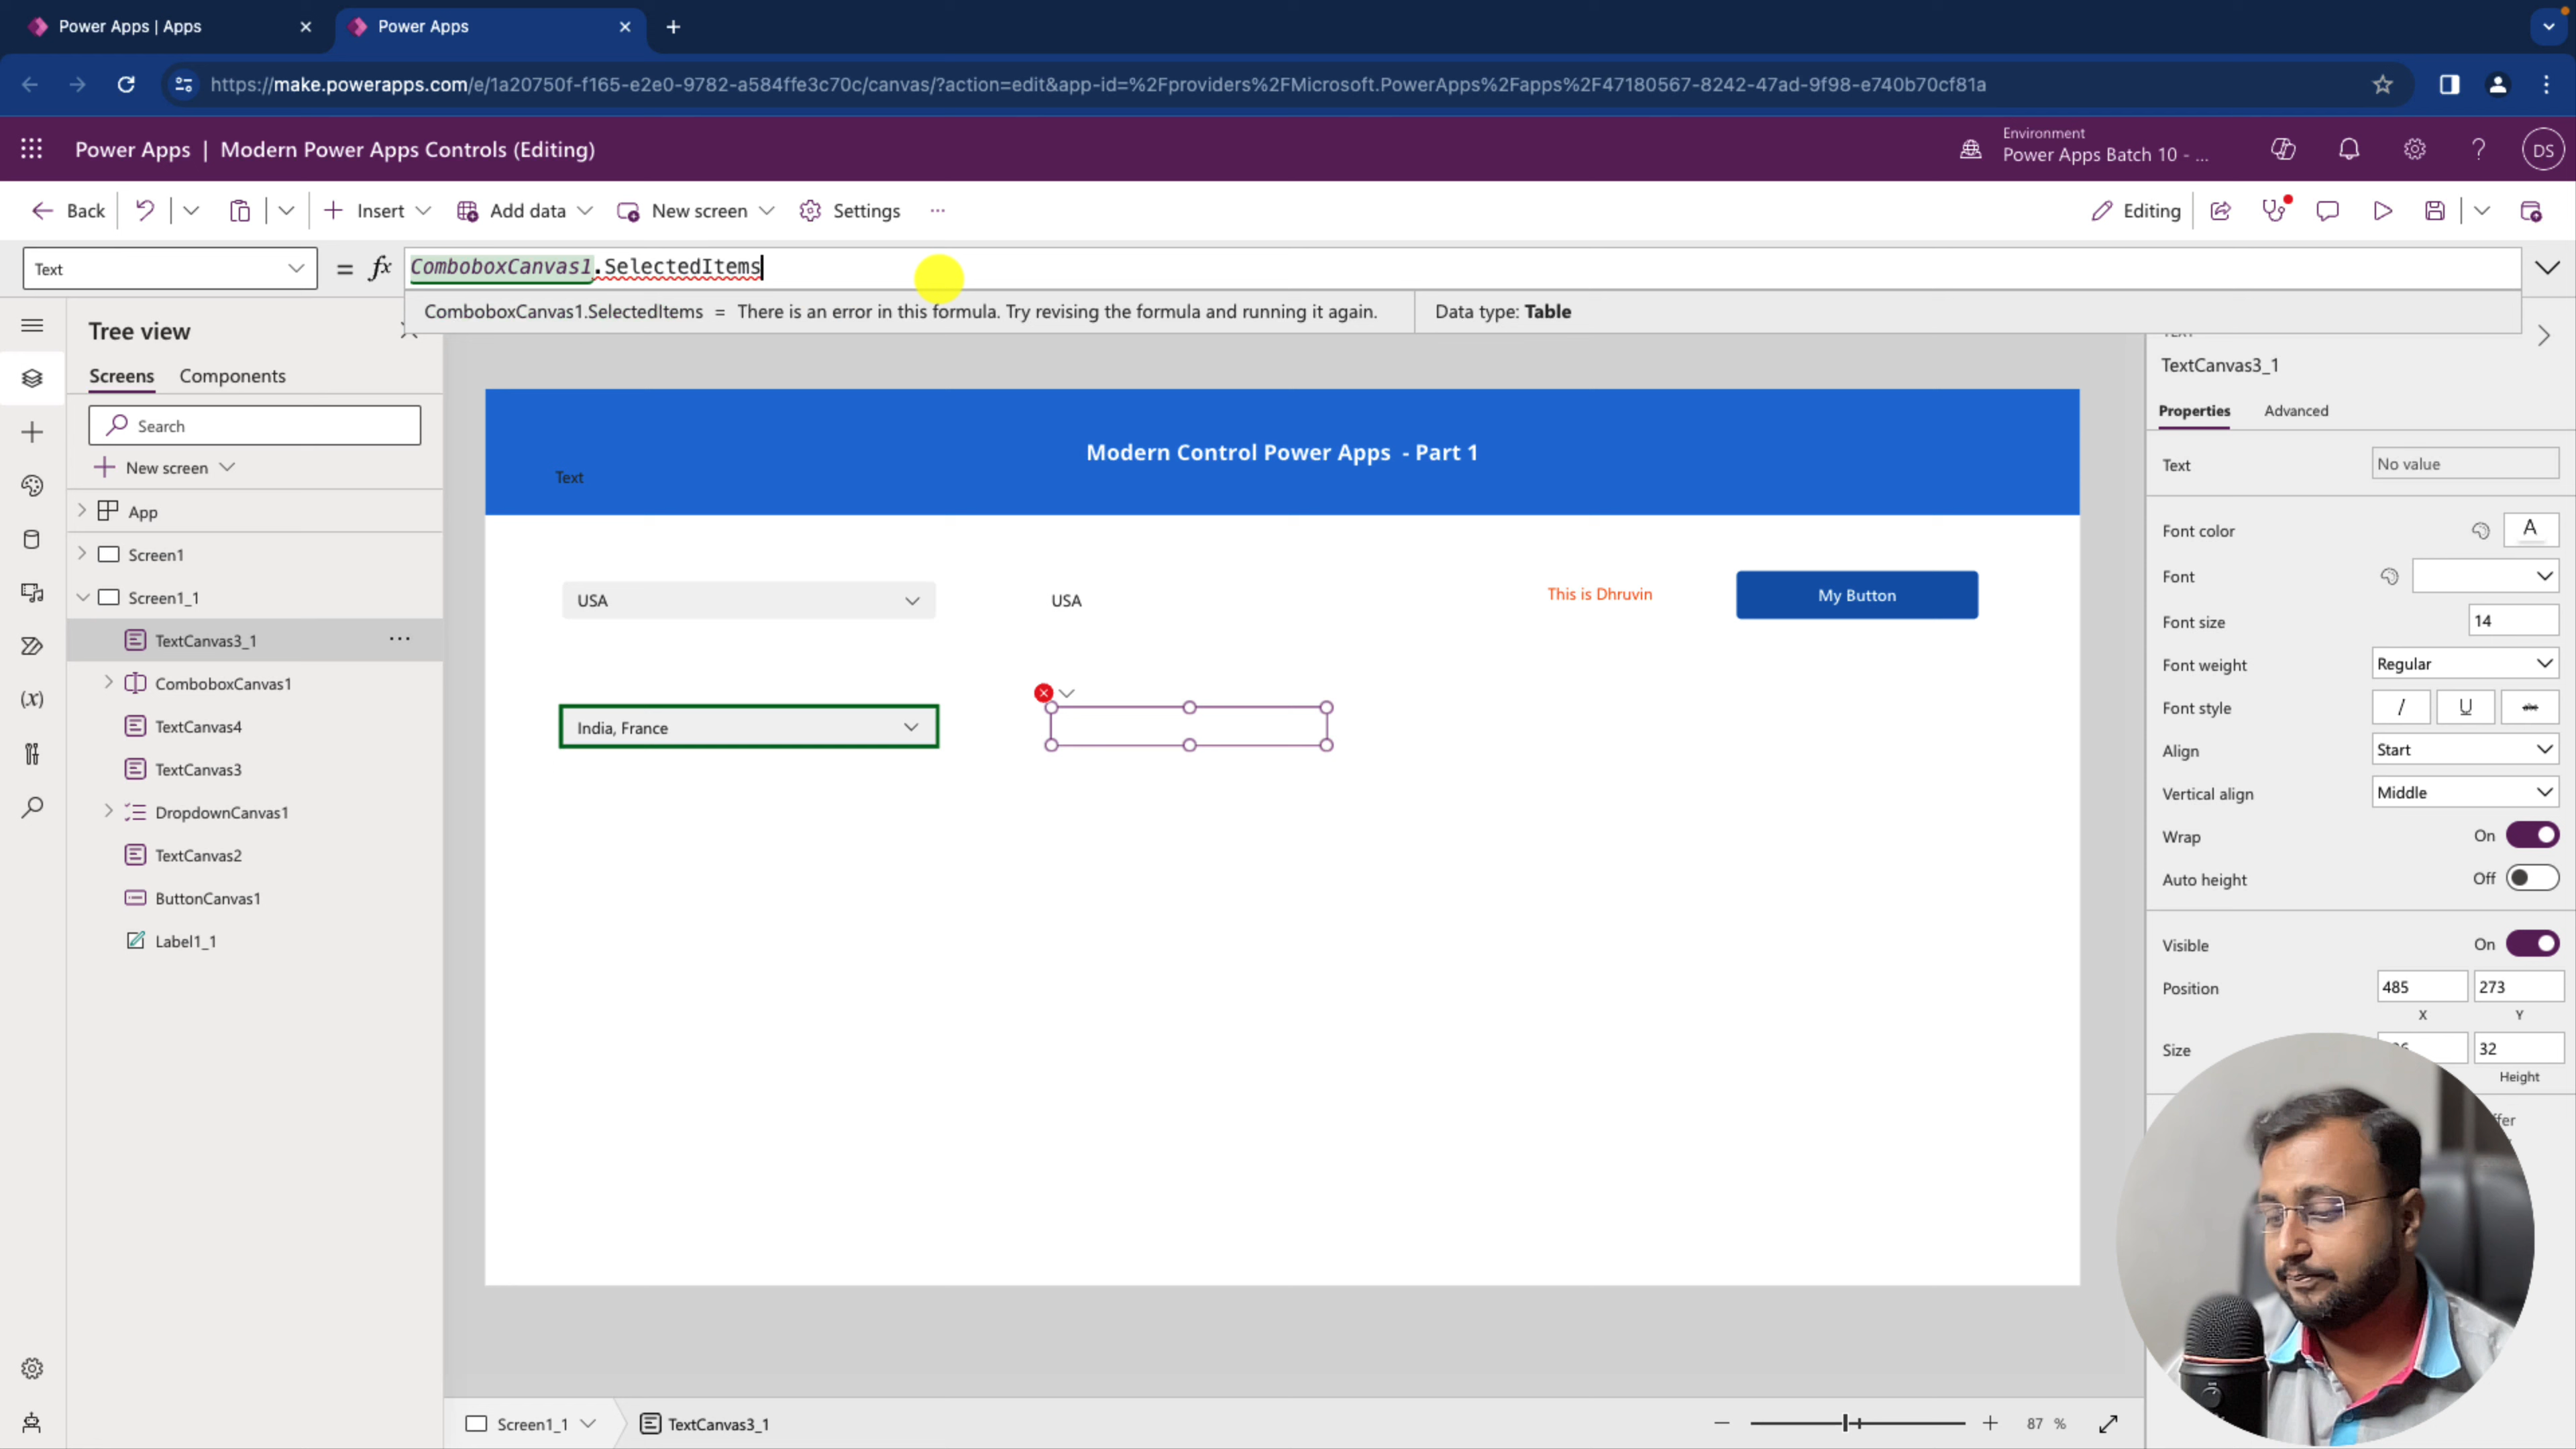 Power Apps | Apps
Power Apps
https://make.powerapps.com/e/1a20750f-f165-e2e0-9782-a584ffe3c70c/canvas/?action=edit&app-id=%2Fproviders%2FMicrosoft.PowerApps%2Fapps%2F47180567-8242-47ad-9f98-e740b70cf81a
Power Apps | Modern Power Apps Controls (Editing)
Environment
Power Apps Batch 10 - ...
DS
Back
Insert
Add data
New screen
Settings
Editing
Text
= fx
ComboboxCanvas1.SelectedItems
ComboboxCanvas1.SelectedItems = There is an error in this formula. Try revising the formula and running it again.
Data type: Table
Tree view
Screens
Components
Search
New screen
App
Screen1
Screen1_1
TextCanvas3_1
ComboboxCanvas1
TextCanvas4
TextCanvas3
DropdownCanvas1
TextCanvas2
ButtonCanvas1
Label1_1
Modern Control Power Apps - Part 1
Text
USA
USA
This is Dhruvin
My Button
India, France
TextCanvas3_1
Properties
Advanced
Text
No value
Font color
A
Font
Font size
14
Font weight
Regular
Font style
/ U abc
Align
Start
Vertical align
Middle
Wrap
On
Auto height
Off
Visible
On
Position
485
273
X
Y
Size
32
Height
Screen1_1
TextCanvas3_1
87 %